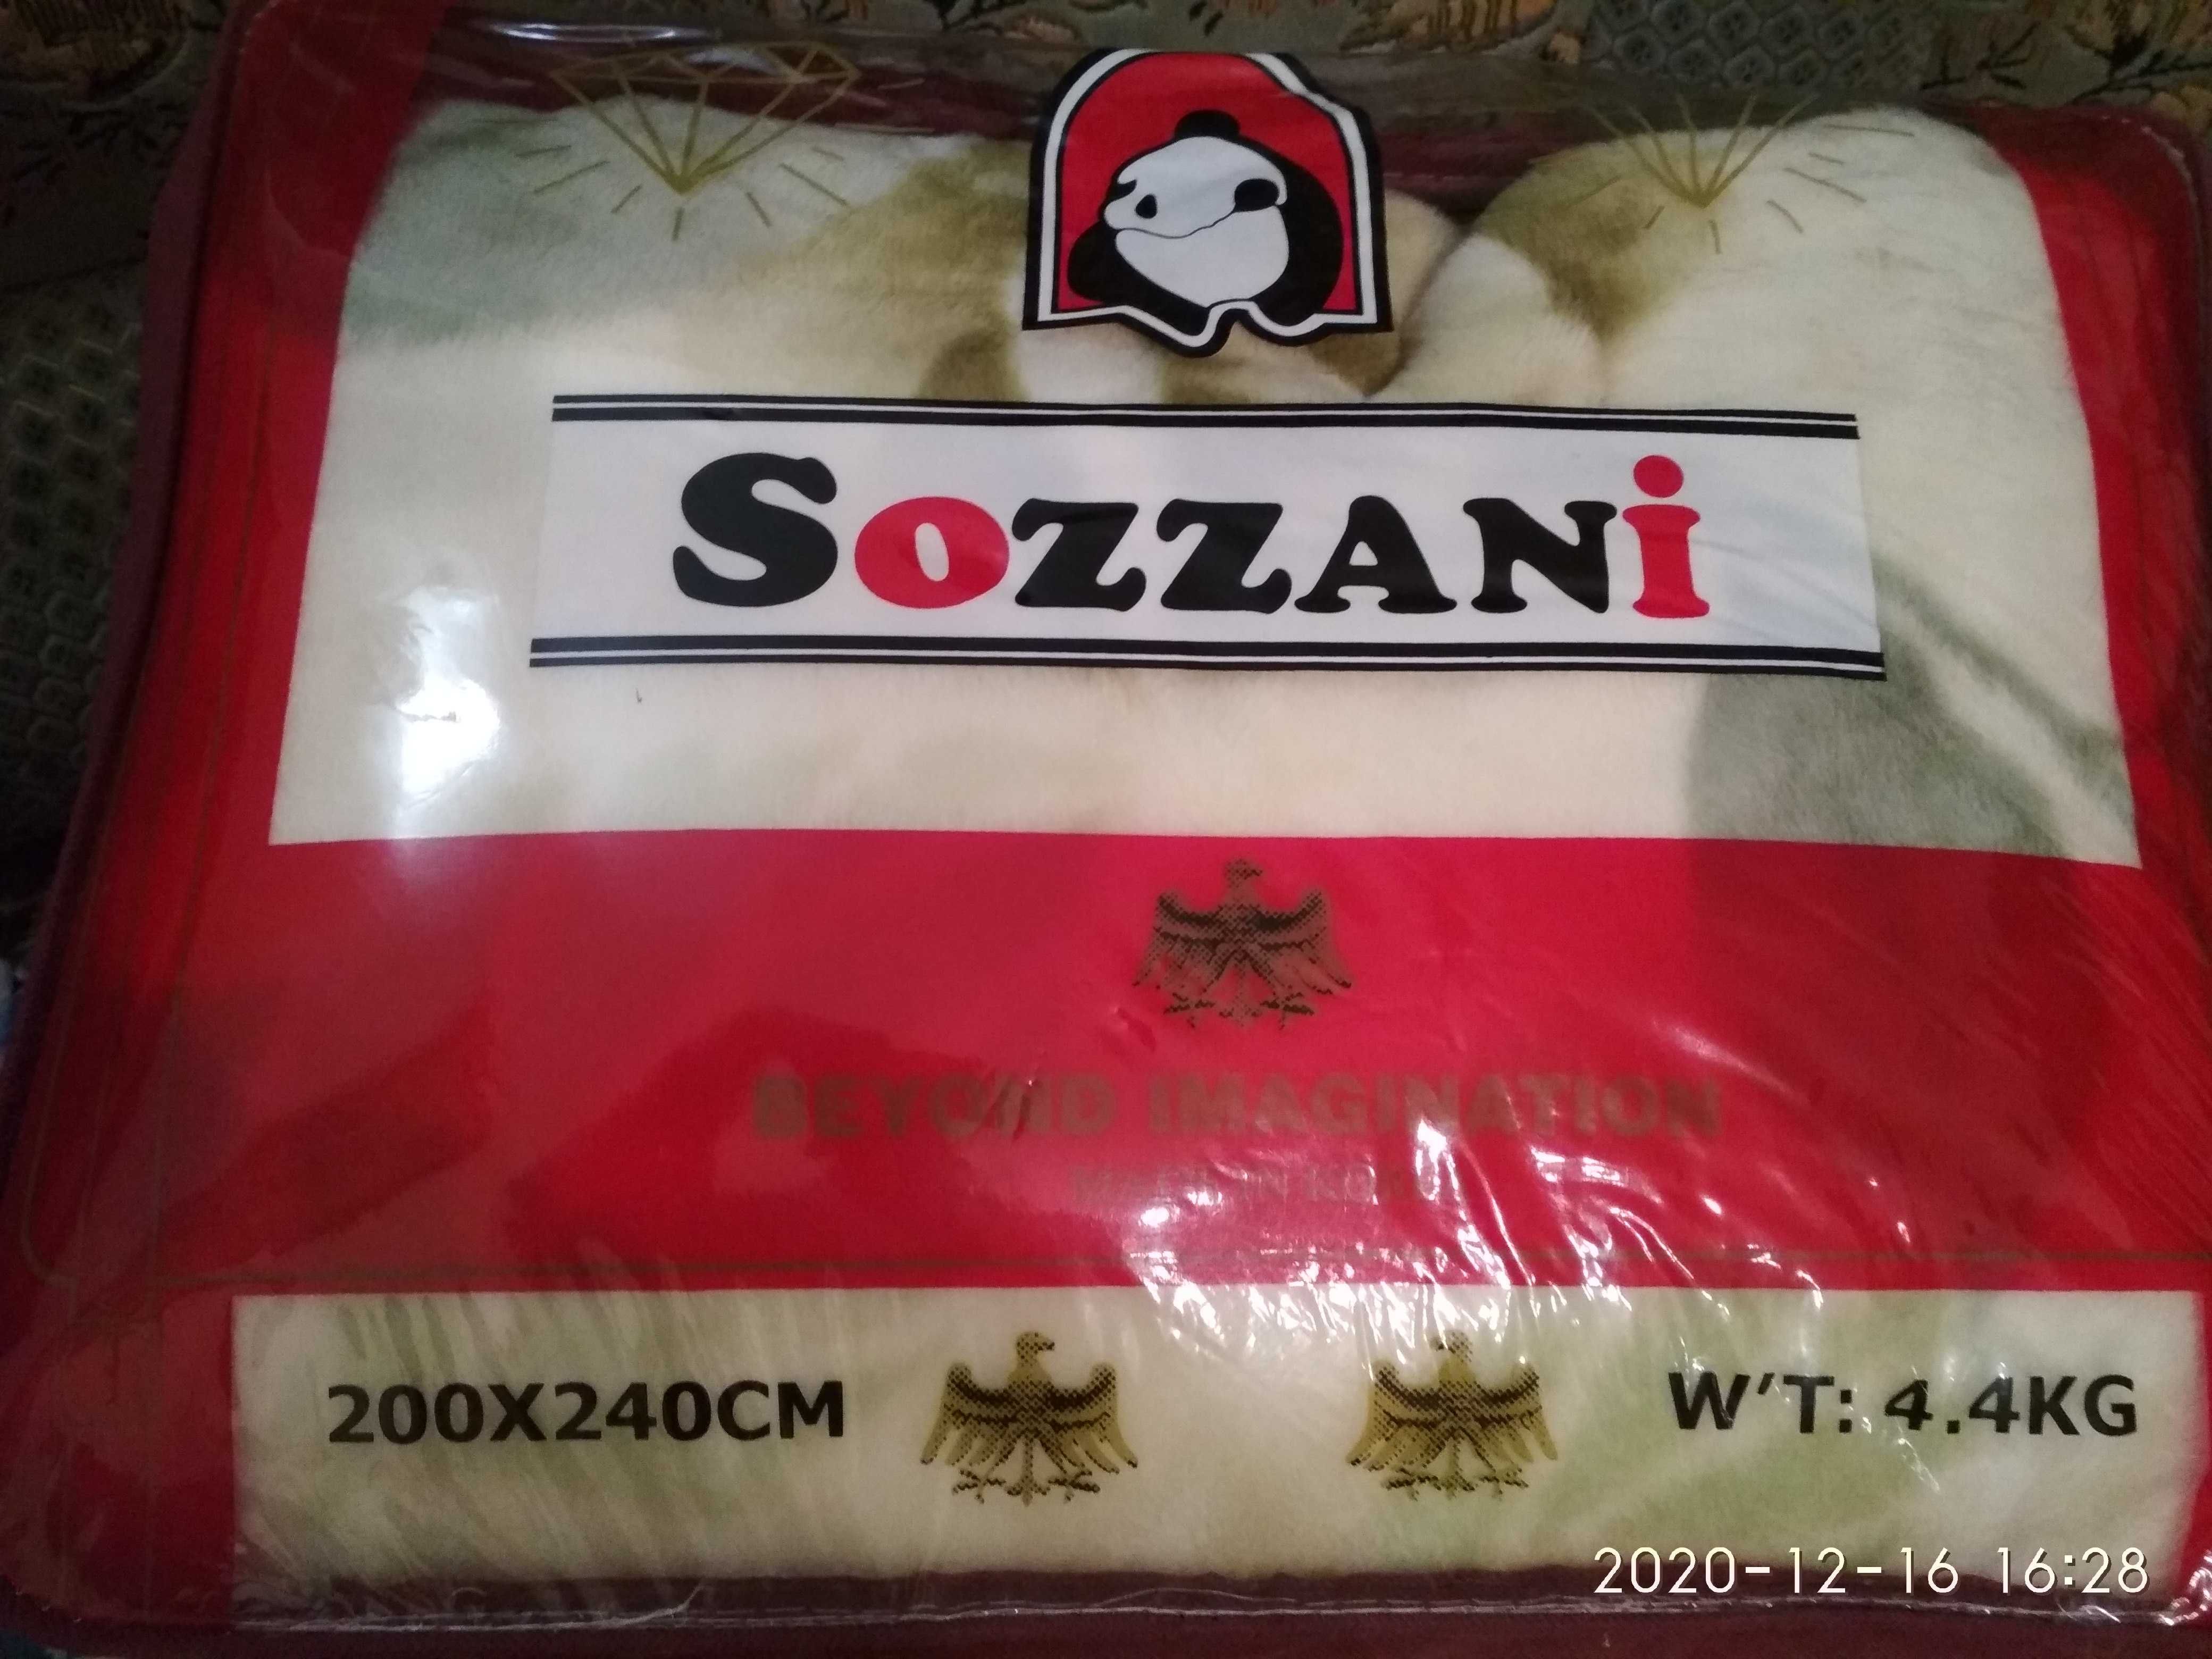 SozzANi
BEYOND IMAGINATION
200X240CM
W'T: 4.4KG
2020-12-16 16:28